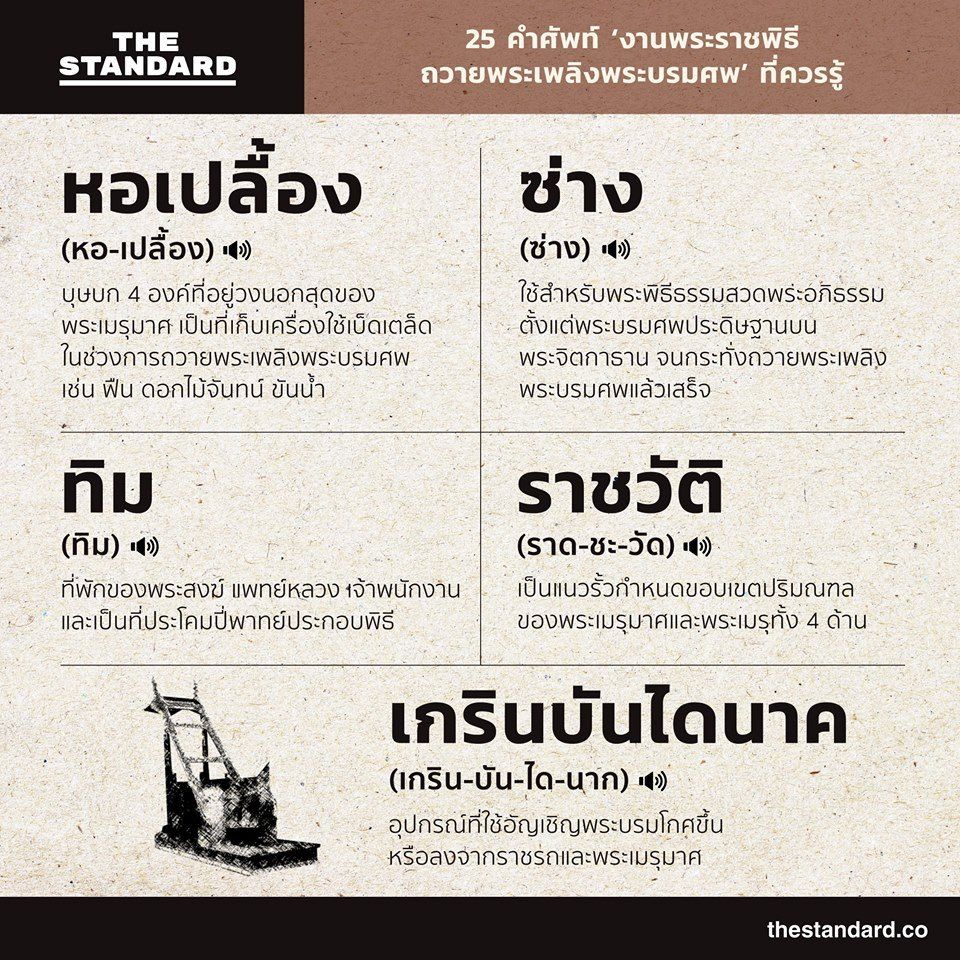 THE
STANDARD
25 คำศัพท์ ‘งานพระราชพิธี
ถวายพระเพลิงพระบรมศพ’ ที่ควรรู้
หอเปลื้อง
(หอ-เปลื้อง)
บุษบก 4 องค์ที่อยู่วงนอกสุดของ
พระเมรุมาศ เป็นที่เก็บเครื่องใช้เบ็ดเตล็ด
ในช่วงการถวายพระเพลิงพระบรมศพ
เช่น ฟืน ดอกไม้จันทน์ ขันน้ำ
ซ่าง
(ซ่าง)
ใช้สำหรับพระพิธีธรรมสวดพระอภิธรรม
ตั้งแต่พระบรมศพประดิษฐานบน
พระจิตกาธาน จนกระทั่งถวายพระเพลิง
พระบรมศพแล้วเสร็จ
ทิม
(ทิม)
ที่พักของพระสงฆ์ แพทย์หลวง เจ้าพนักงาน
และเป็นที่ประโคมปี่พาทย์ประกอบพิธี
ราชวัติ
(ราด-ชะ-วัด)
เป็นแนวรั้วกำหนดขอบเขตปริมณฑล
ของพระเมรุมาศและพระเมรุทั้ง 4 ด้าน
เกรินบันไดนาค
(เกริน-บัน-ได-นาก)
อุปกรณ์ที่ใช้อัญเชิญพระบรมโกศขึ้น
หรือลงจากราชรถและพระเมรุมาศ
thestandard.co